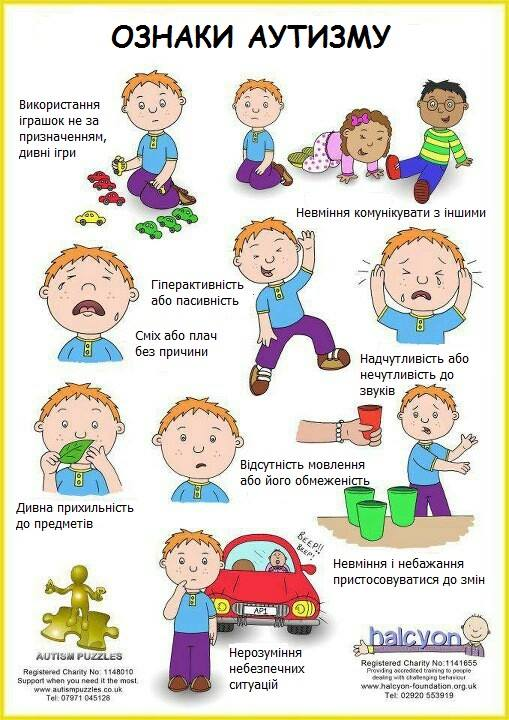 ОЗНАКИ АУТИЗМУ
Використання
іграшок не за
призначенням,
дивні ігри
Невміння комунікувати з іншими
Гіперактивність
або пасивність
Сміх або плач
без причини
Надчутливість або
нечутливість до
звуків
Дивна прихильність
до предметів
Відсутність мовлення
або його обмеженість
Невміння і небажання
пристосовуватися до змін
BEEP!!
BEEP!
AP1
Нерозуміння
небезпечних
ситуацій
AUTISM PUZZLES
Registered Charity No: 1148010
Support when you need it the most.
www.autismpuzzles.co.uk
Tel: 07971 045128
halcyon
Registered Charity No:1141655
Providing accredited training to people
dealing with challenging behaviour
www.halcyon-foundation.org.uk
Tel: 02920 553919